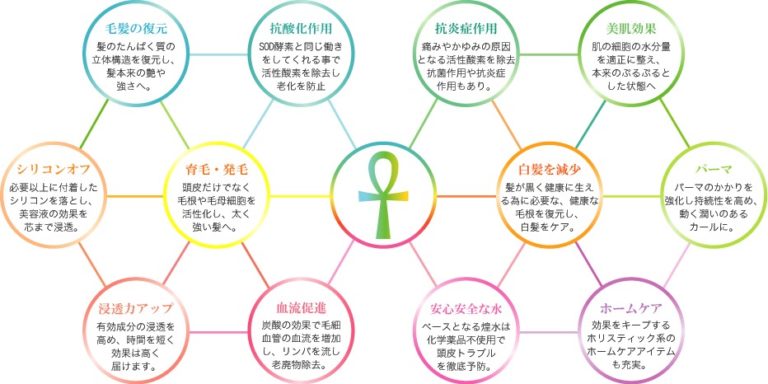 毛髪の復元
髪のたんぱく質の
立体構造を復元し、
髪本来の艶や
強さへ。
抗酸化作用
SOD酵素と同じ働き
をしてくれる事で
活性酸素を除去し
老化を防止
抗炎症作用
痛みやかゆみの原因
となる活性酸素を除去
抗菌作用や抗炎症
作用もあり。
美肌効果
肌の細胞の水分量
を適正に整え、
本来のぷるぷると
した状態へ
シリコンオフ
必要以上に付着した
シリコンを落とし、
美容液の効果を
芯まで浸透。
育毛・発毛
頭皮だけでなく
毛根や毛母細胞を
活性化し、太く
強い髪へ。
白髪を減少
髪が黒く健康に生え
る為に必要な、健康な
毛根を復元し、
白髪をケア。
パーマ
パーマのかかりを
強化し持続性を高め、
動く潤いのある
カールに。
浸透力アップ
有効成分の浸透を
高め、時間を短く
効果は高く
届けます。
血流促進
炭酸の効果で毛細
血管の血流を増加
し、リンパを流し
老廃物除去。
安心安全な水
ベースとなる煌水は
化学薬品不使用で
頭皮トラブル
を徹底予防。
ホームケア
効果をキープする
ホリスティック系の
ホームケアアイテム
も充実。